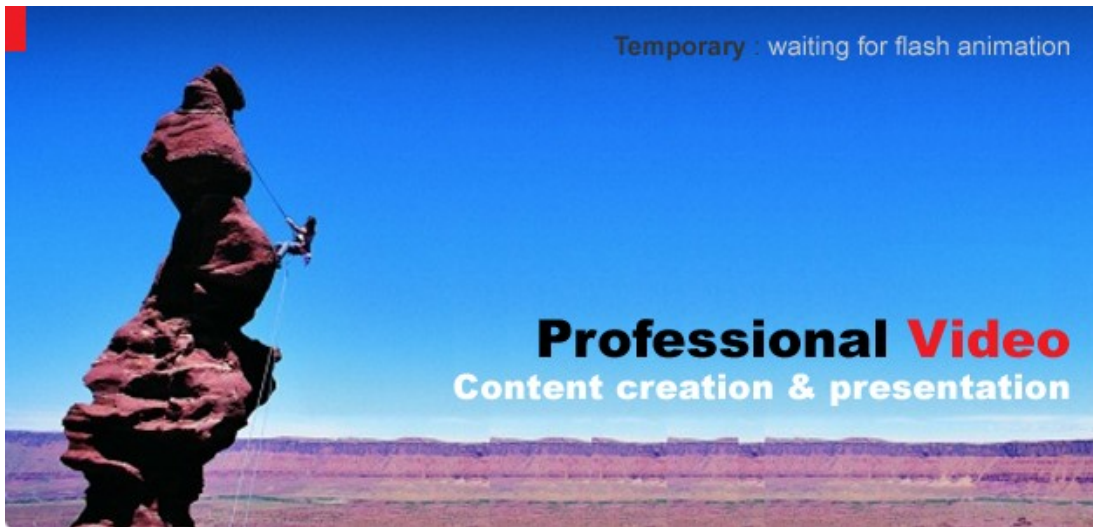 Temporary : waiting for flash animation
Professional Video
Content creation & presentation